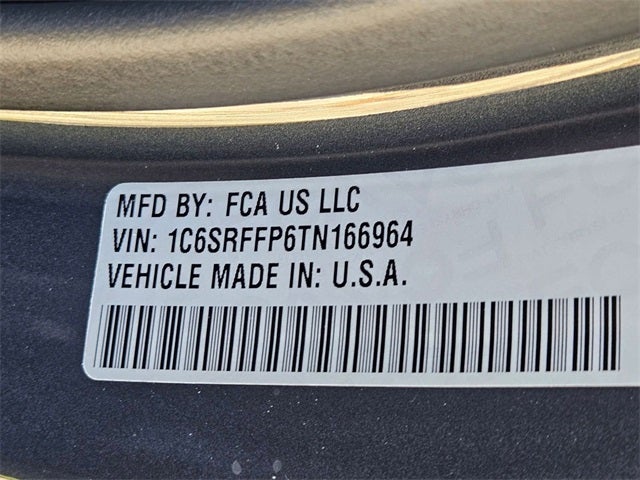 MFD BY: FCA US LLC
VIN: 1C6SRFFP6TN166964
VEHICLE MADE IN: U.S.A.